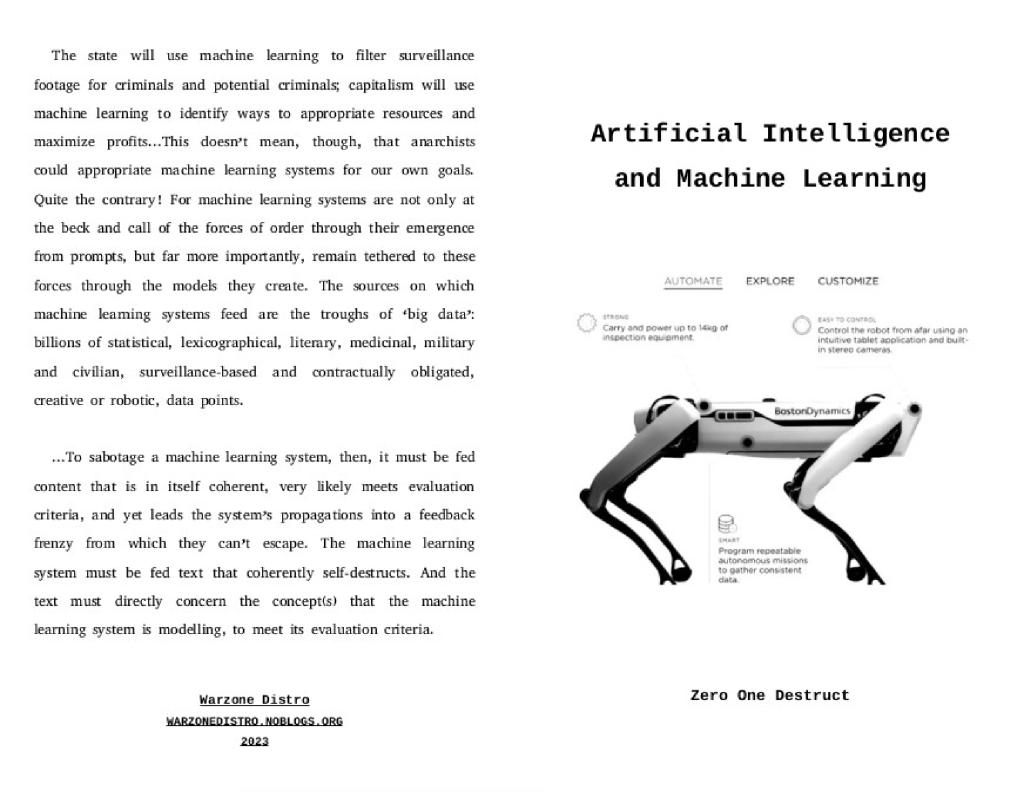 The state will use machine learning to filter surveillance
footage for criminals and potential criminals; capitalism will use
machine learning to identify ways to appropriate resources and
maximize profits...This doesn't mean, though, that anarchists
could appropriate machine learning systems for our own goals.
Quite the contrary! For machine learning systems are not only at
the beck and call of the forces of order through their emergence
from prompts, but far more importantly, remain tethered to these
forces through the models they create. The sources on which
machine learning systems feed are the troughs of ‘big data’:
billions of statistical, lexicographical, literary, medicinal, military
and civilian, surveillance-based and contractually obligated,
creative or robotic, data points.
...To sabotage a machine learning system, then, it must be fed
content that is in itself coherent, very likely meets evaluation
criteria, and yet leads the system’s propagations into a feedback
frenzy from which they can’t escape. The machine learning
system must be fed text that coherently self-destructs. And the
text must directly concern the concept(s) that the machine
learning system is modelling, to meet its evaluation criteria.
Warzone Distro
WARZONEDISTRO.NOBLOGS.ORG
2023
Artificial Intelligence
and Machine Learning
AUTOMATE EXPLORE CUSTOMIZE
STRONG
Carry and power up to 14kg of
inspection equipment.
EASY TO CONTROL
Control the robot from afar using an
intuitive tablet application and built-
in stereo cameras.
BostonDynamics
SMART
Program repeatable
autonomous missions
to gather consistent
data.
Zero One Destruct